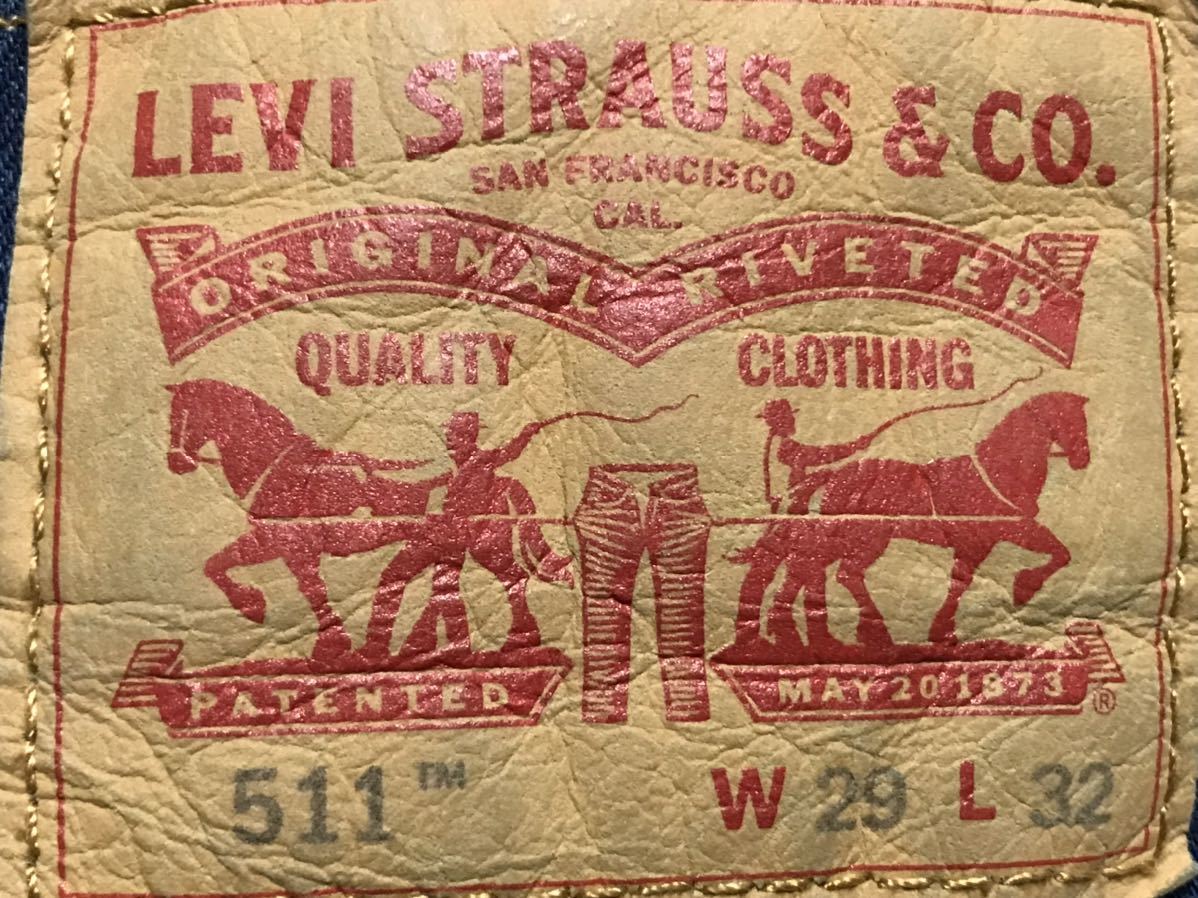 LEVI STRAUSS & CO.
SAN FRANCISCO
CAL.
ORIGINAL RIVETED
QUALITY CLOTHING
PATENTED MAY 20 1873 ®
511™ W 29 L 32